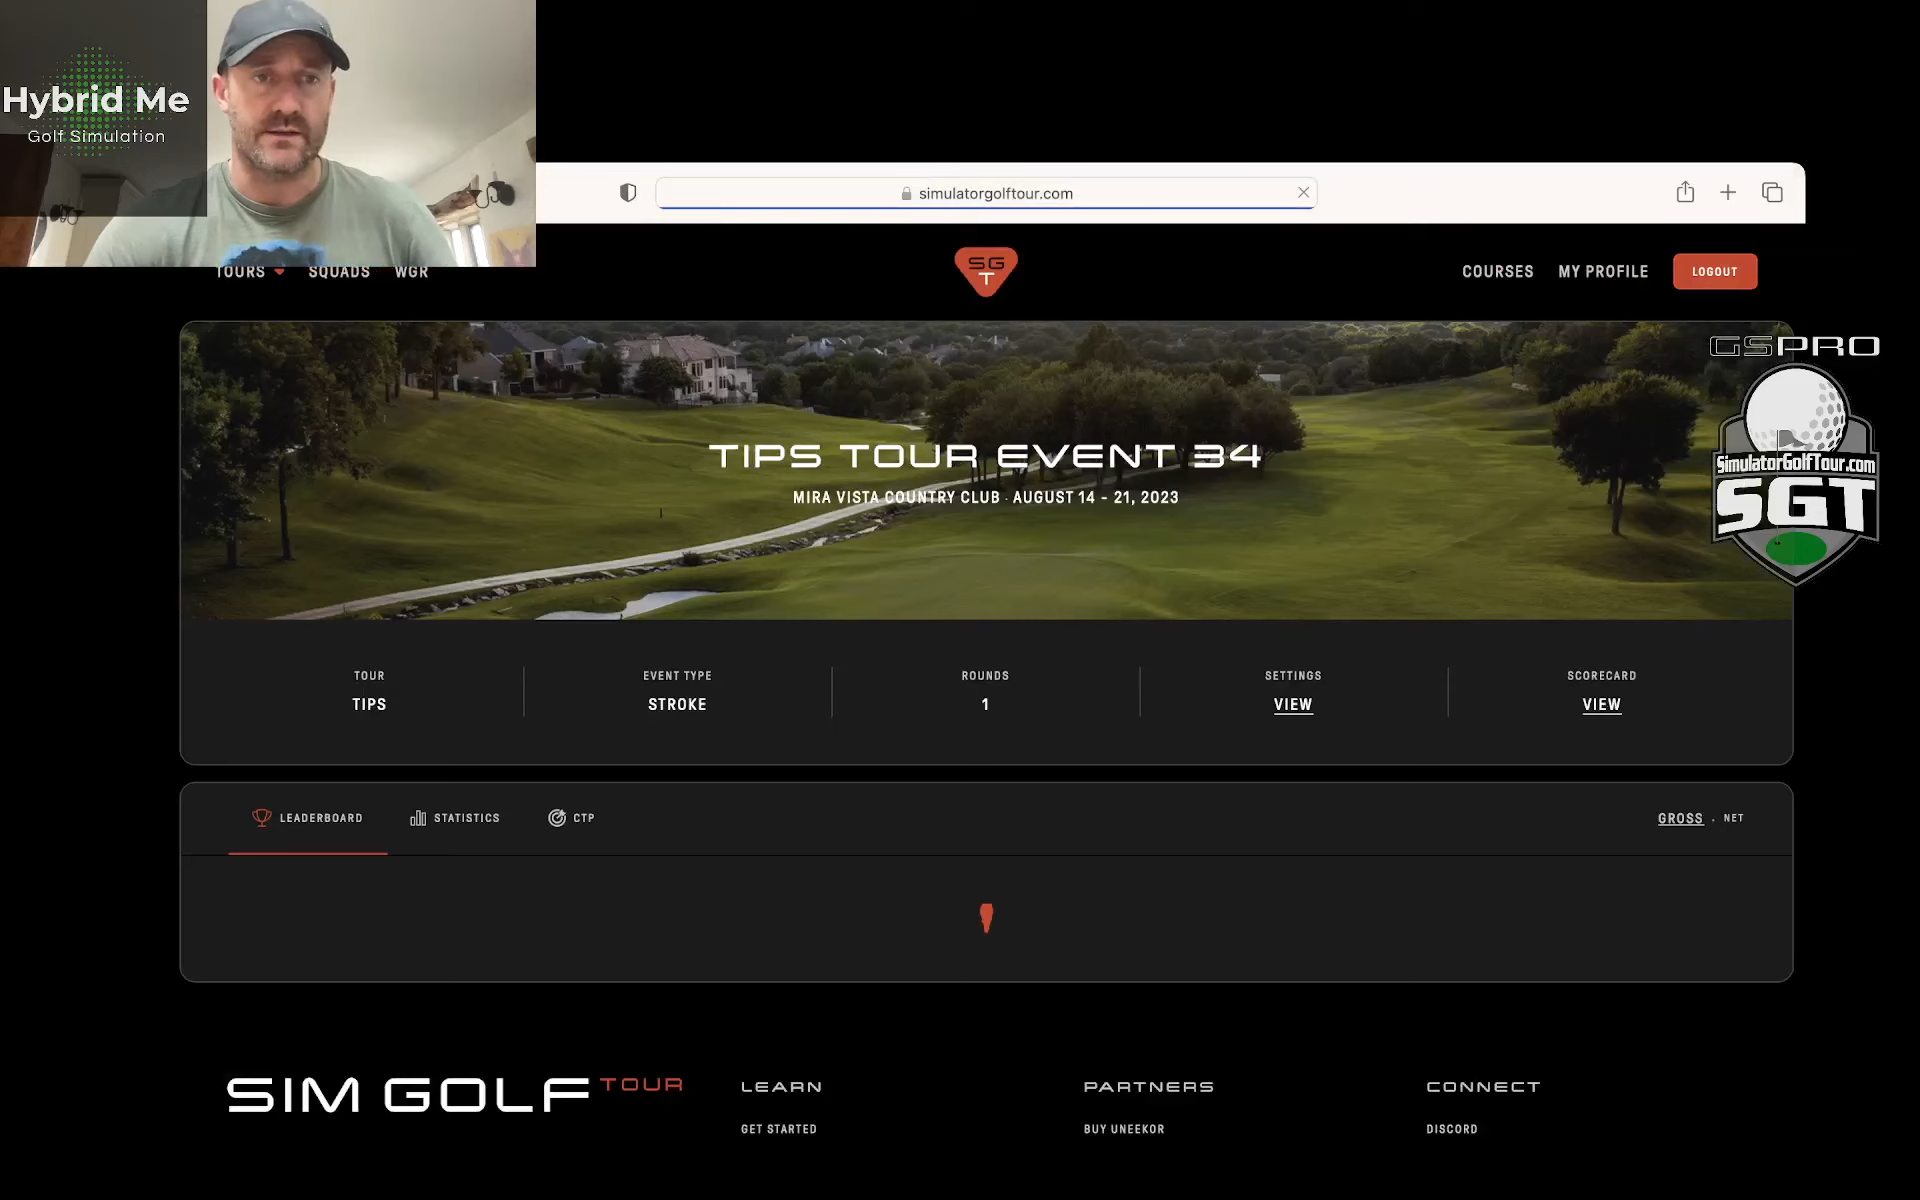 Hybrid Me
Golf Simulation
simulatorgolftour.com
TOURS SQUADS WGR
SG
T
COURSES MY PROFILE LOGOUT
GSPRO
SimulatorGolfTour.com
SGT
TIPS TOUR EVENT 34
MIRA VISTA COUNTRY CLUB · AUGUST 14 - 21, 2023
TOUR
TIPS
EVENT TYPE
STROKE
ROUNDS
1
SETTINGS
VIEW
SCORECARD
VIEW
LEADERBOARD STATISTICS CTP
GROSS . NET
SIM GOLF TOUR
LEARN
GET STARTED
PARTNERS
BUY UNEEKOR
CONNECT
DISCORD